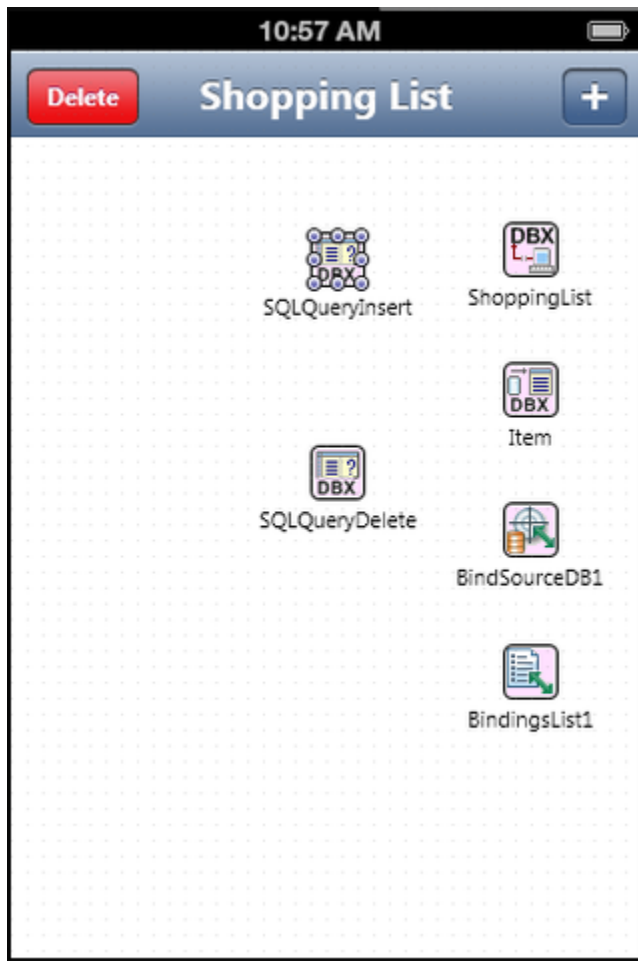 10:57 AM
Delete Shopping List +
DBX
DBX
SQLQueryInsert
ShoppingList
DBX
Item
DBX
SQLQueryDelete
BindSourceDB1
BindingsList1